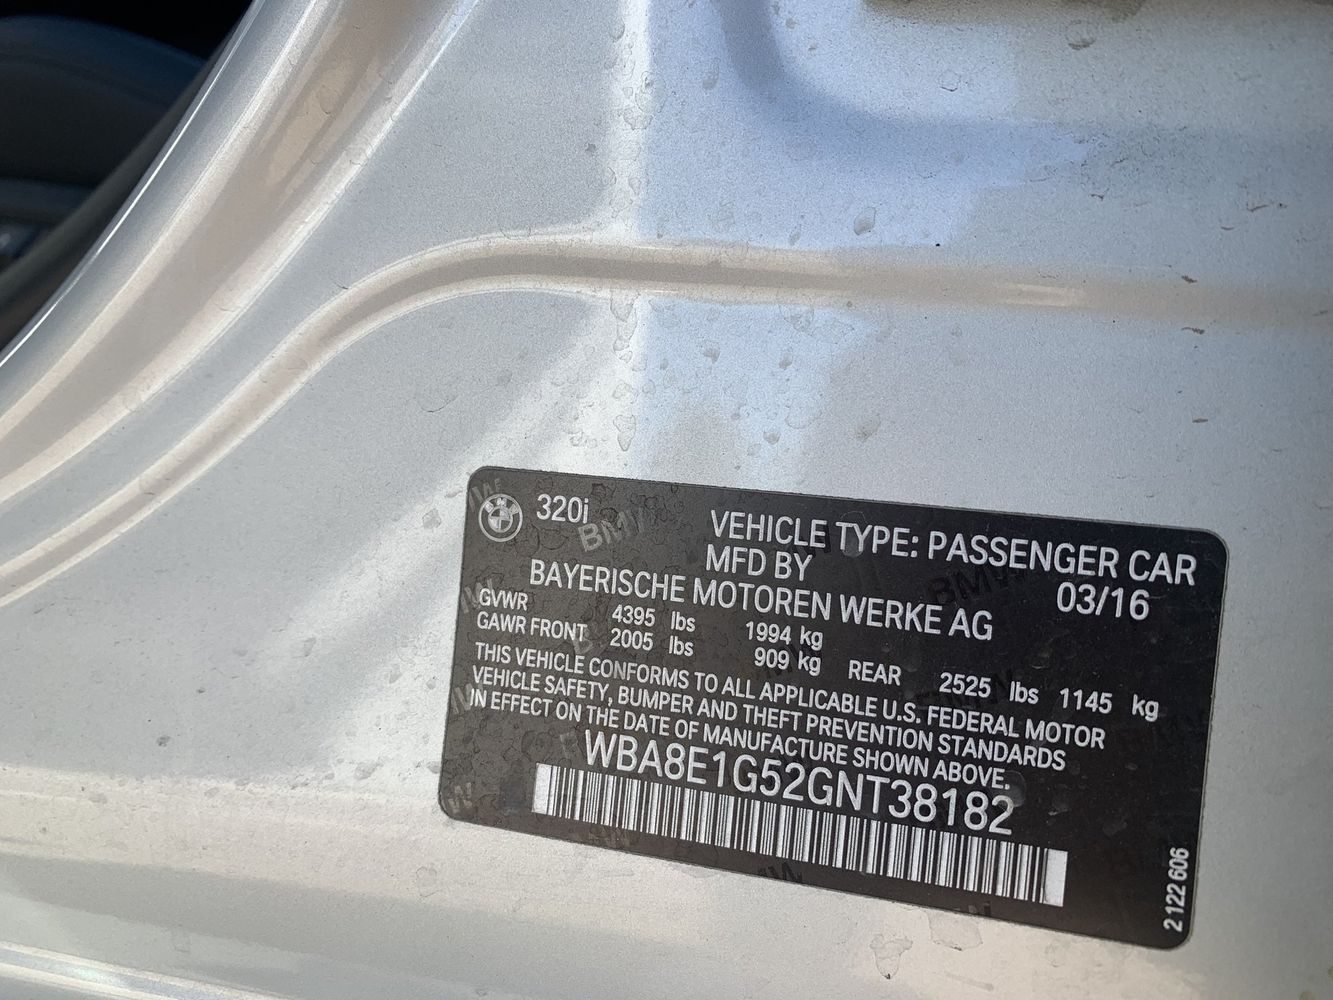 320i
VEHICLE TYPE: PASSENGER CAR
MFD BY 03/16
BAYERISCHE MOTOREN WERKE AG
GVWR 4395 lbs 1994 kg
GAWR FRONT 2005 lbs 909 kg REAR 2525 lbs 1145 kg
THIS VEHICLE CONFORMS TO ALL APPLICABLE U.S. FEDERAL MOTOR
VEHICLE SAFETY, BUMPER AND THEFT PREVENTION STANDARDS
IN EFFECT ON THE DATE OF MANUFACTURE SHOWN ABOVE.
WBA8E1G52GNT38182
2 122 606